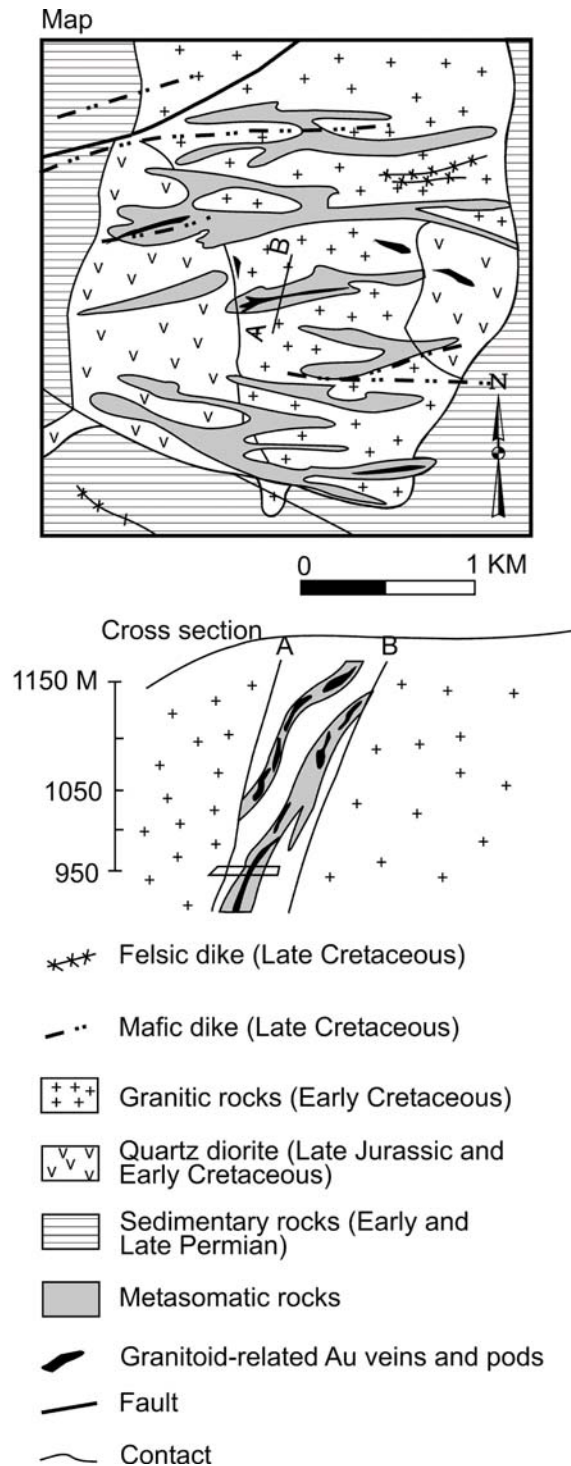 Map
B
A
N
0 1 KM
Cross section
A B
1150 M
1050
950
Felsic dike (Late Cretaceous)
Mafic dike (Late Cretaceous)
Granitic rocks (Early Cretaceous)
Quartz diorite (Late Jurassic and
Early Cretaceous)
Sedimentary rocks (Early and
Late Permian)
Metasomatic rocks
Granitoid-related Au veins and pods
Fault
Contact